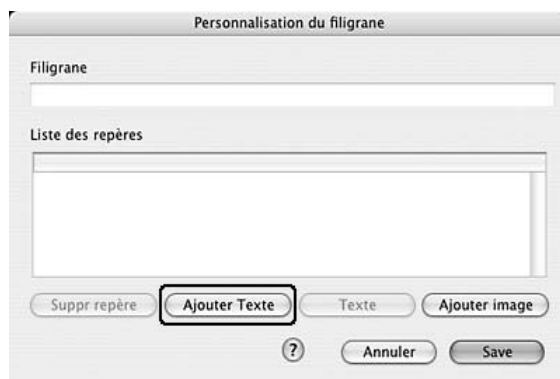 Personnalisation du filigrane
Filigrane
Liste des repères
Suppr repère Ajouter Texte Texte Ajouter image
? Annuler Save